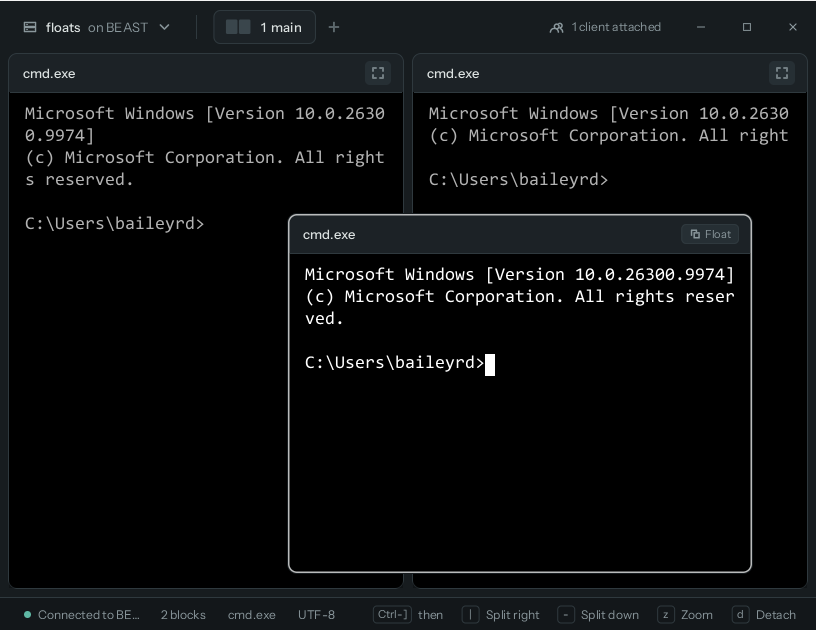 floats on BEAST
1 main
1 client attached
cmd.exe
Microsoft Windows [Version 10.0.2630
0.9974]
(c) Microsoft Corporation. All right
s reserved.
C:\Users\baileyrd>
cmd.exe
Microsoft Windows [Version 10.0.2630
(c) Microsoft Corporation. All right
C:\Users\baileyrd>
cmd.exe
Float
Microsoft Windows [Version 10.0.26300.9974]
(c) Microsoft Corporation. All rights reser
ved.
C:\Users\baileyrd>
Connected to BE... 2 blocks cmd.exe UTF-8 Ctrl-] then | Split right - Split down z Zoom d Detach